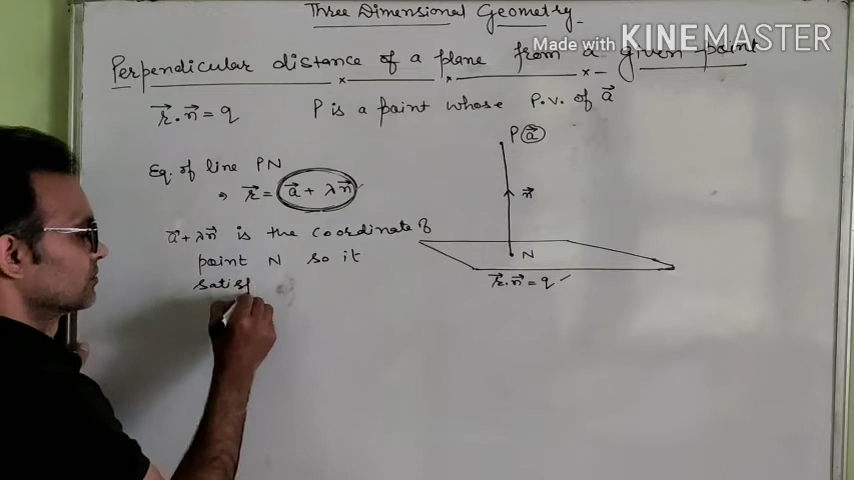 Three Dimensional Geometry
Made with KINEMASTER
Perpendicular distance of a plane from a given point
r⃗.n⃗ = q P is a point whose P.V. of a⃗
P(a⃗)
Eq. of line PN
⇒ r⃗ = a⃗ + λn⃗
n⃗
a⃗ + λn⃗ is the coordinate of
point N so it
N
satisf
r⃗.n⃗ = q